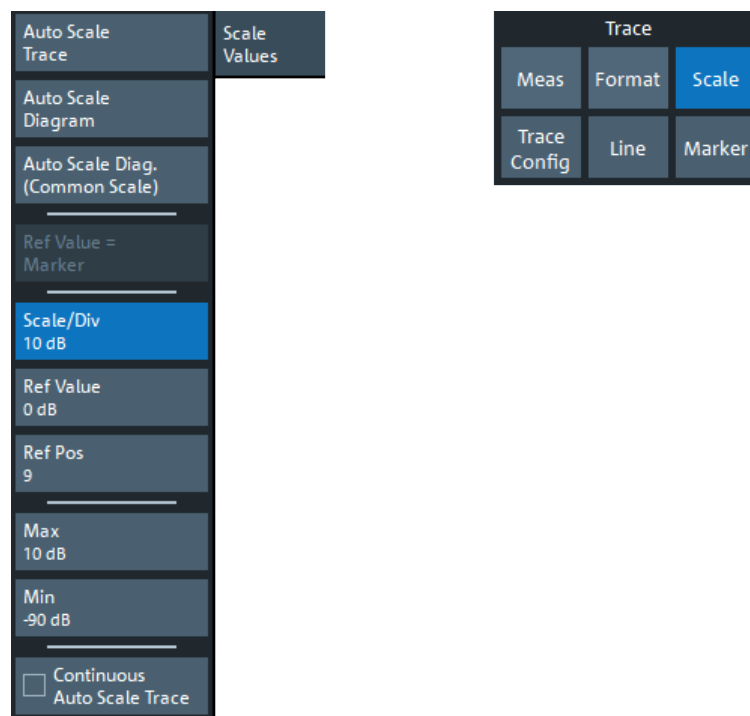 Auto Scale
Trace
Auto Scale
Diagram
Auto Scale Diag.
(Common Scale)
Ref Value =
Marker
Scale/Div
10 dB
Ref Value
0 dB
Ref Pos
9
Max
10 dB
Min
-90 dB
Continuous
Auto Scale Trace
Scale
Values
Trace
Meas
Format
Scale
Trace
Config
Line
Marker